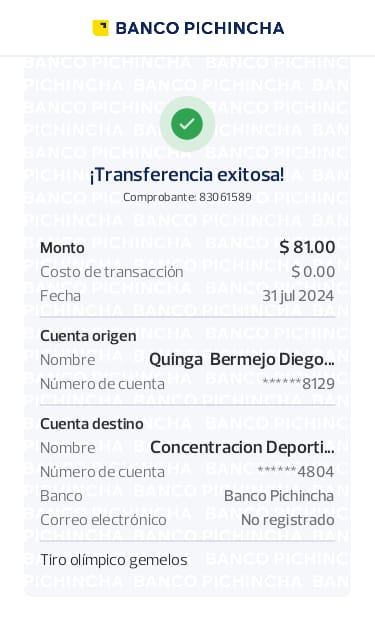 BANCO PICHINCHA
¡Transferencia exitosa!
Comprobante: 83061589
Monto $ 81.00
Costo de transacción $ 0.00
Fecha 31 jul 2024
Cuenta origen
Nombre Quinga Bermejo Diego...
Número de cuenta ******8129
Cuenta destino
Nombre Concentracion Deporti...
Número de cuenta ******4804
Banco Banco Pichincha
Correo electrónico No registrado
Tiro olímpico gemelos